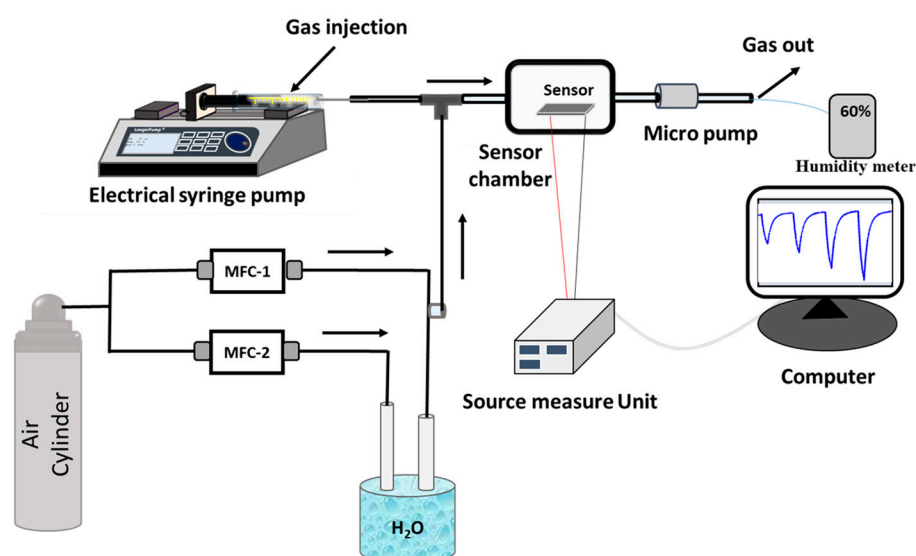 Gas injection
Gas out
LongerPump®
Sensor
60%
Micro pump
Humidity meter
Sensor
chamber
Electrical syringe pump
MFC-1
MFC-2
Source measure Unit
Computer
Air
Cylinder
H₂O